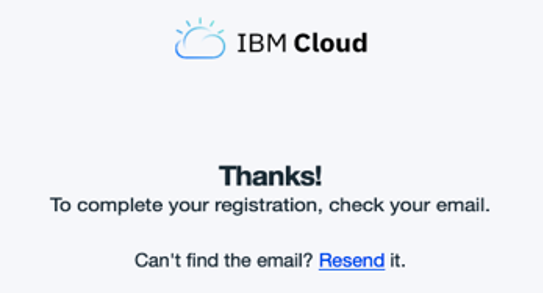 IBM Cloud
Thanks!
To complete your registration, check your email.
Can't find the email? Resend it.